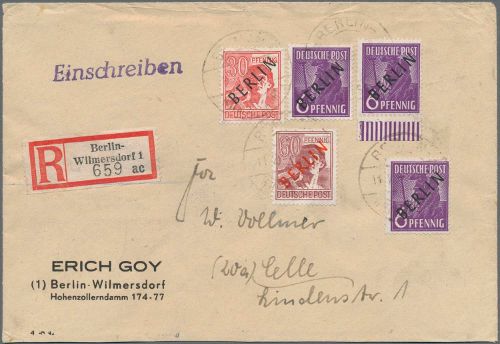 Einschreiben
30 PFENNIG
BERLIN
DEUTSCHE POST
DEUTSCHE POST
BERLIN
6 PFENNIG
DEUTSCHE POST
BERLIN
6 PFENNIG
R
Berlin-
Wilmersdorf 1
659 ac
60 PFENNIG
BERLIN
DEUTSCHE POST
DEUTSCHE POST
BERLIN
6 PFENNIG
W. Vollmer
(20a) Celle
Lindenstr. 1
ERICH GOY
(1) Berlin-Wilmersdorf
Hohenzollerndamm 174-77